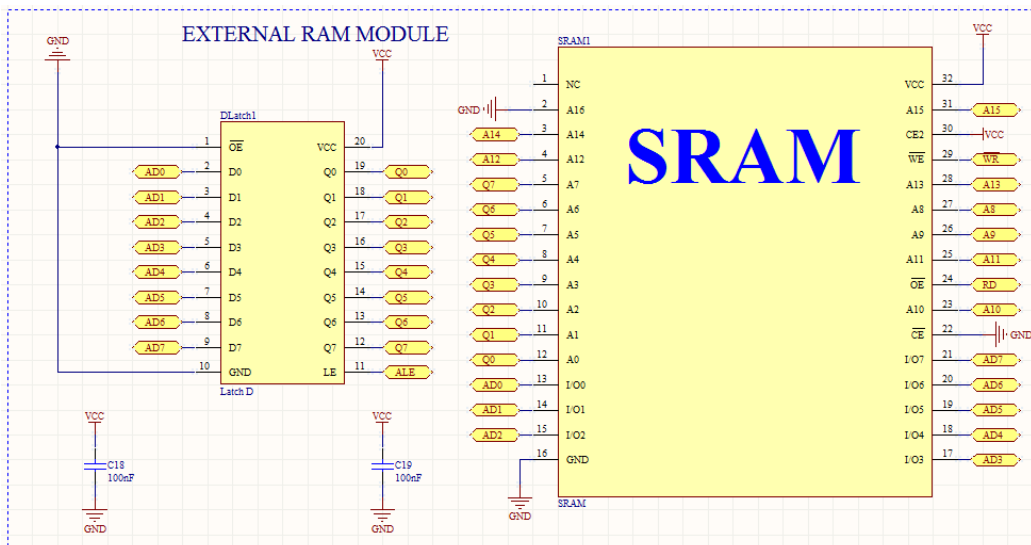 EXTERNAL RAM MODULE
GND
VCC
DLatch1
1 OE VCC 20
AD0 2 D0 Q0 19 Q0
AD1 3 D1 Q1 18 Q1
AD2 4 D2 Q2 17 Q2
AD3 5 D3 Q3 16 Q3
AD4 6 D4 Q4 15 Q4
AD5 7 D5 Q5 14 Q5
AD6 8 D6 Q6 13 Q6
AD7 9 D7 Q7 12 Q7
10 GND LE 11 ALE
Latch D
VCC
C18
100nF
GND
VCC
C19
100nF
GND
SRAM1
VCC
SRAM
1 NC VCC 32
GND 2 A16 A15 31 A15
A14 3 A14 CE2 30 VCC
A12 4 A12 WE 29 WR
Q7 5 A7 A13 28 A13
Q6 6 A6 A8 27 A8
Q5 7 A5 A9 26 A9
Q4 8 A4 A11 25 A11
Q3 9 A3 OE 24 RD
Q2 10 A2 A10 23 A10
Q1 11 A1 CE 22 GND
Q0 12 A0 I/O7 21 AD7
AD0 13 I/O0 I/O6 20 AD6
AD1 14 I/O1 I/O5 19 AD5
AD2 15 I/O2 I/O4 18 AD4
16 GND I/O3 17 AD3
GND
SRAM